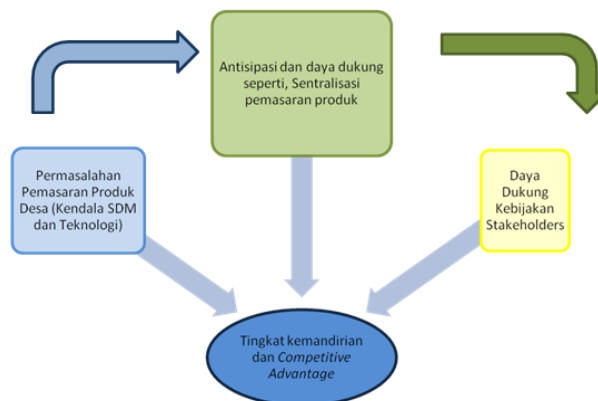 Antisipasi dan daya dukung
seperti, Sentralisasi
pemasaran produk
Permasalahan
Pemasaran Produk
Desa (Kendala SDM
dan Teknologi)
Daya
Dukung
Kebijakan
Stakeholders
Tingkat kemandirian
dan Competitive
Advantage